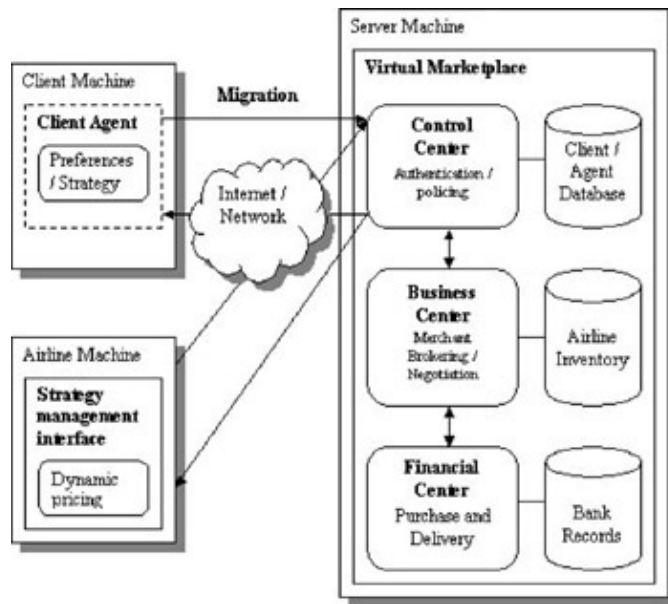 Server Machine
Virtual Marketplace
Client Machine
Client Agent
Preferences
/ Strategy
Migration
Internet /
Network
Control
Center
Authentication /
policing
Client /
Agent
Database
Business
Center
Merchant
Brokering /
Negotiation
Airline
Inventory
Airline Machine
Strategy
management
interface
Dynamic
pricing
Financial
Center
Purchase and
Delivery
Bank
Records